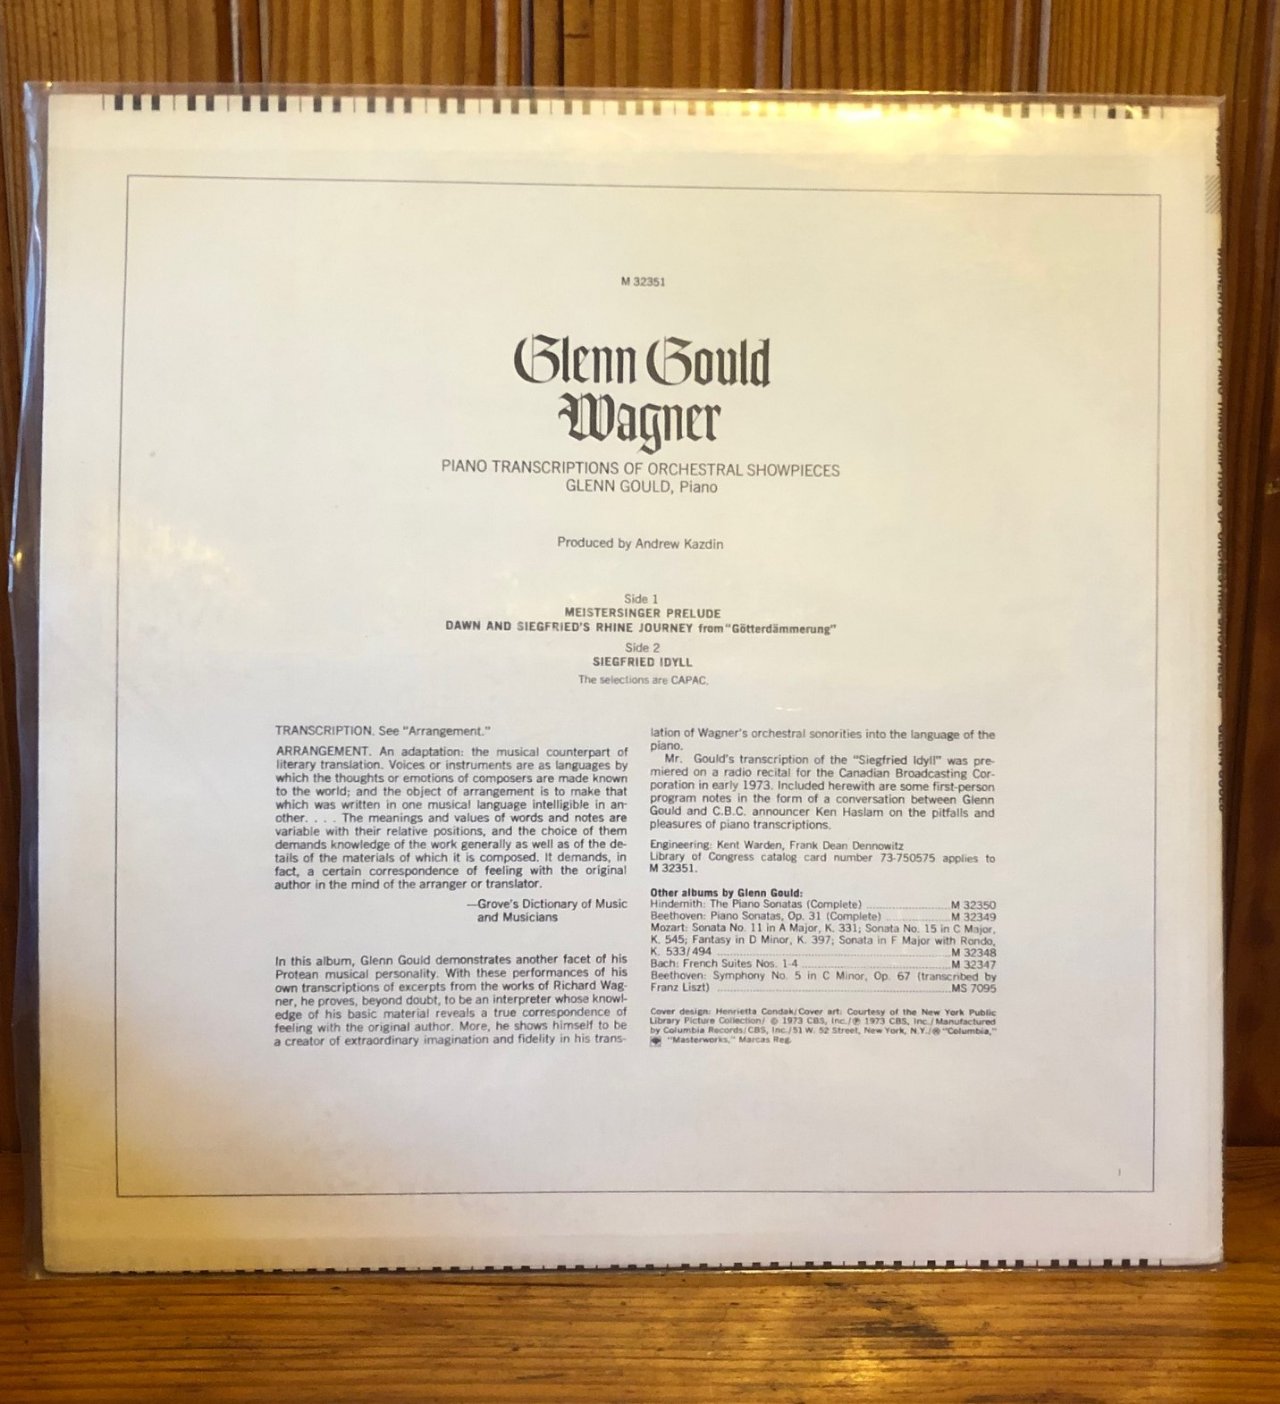 M 32351
Glenn Gould
Wagner
PIANO TRANSCRIPTIONS OF ORCHESTRAL SHOWPIECES
GLENN GOULD, Piano
Produced by Andrew Kazdin
Side 1
MEISTERSINGER PRELUDE
DAWN AND SIEGFRIED'S RHINE JOURNEY from "Götterdämmerung"
Side 2
SIEGFRIED IDYLL
The selections are CAPAC.
TRANSCRIPTION. See "Arrangement."
ARRANGEMENT. An adaptation: the musical counterpart of
literary translation. Voices or instruments are as languages by
which the thoughts or emotions of composers are made known
to the world; and the object of arrangement is to make that
which was written in one musical language intelligible in an-
other. . . . The meanings and values of words and notes are
variable with their relative positions, and the choice of them
demands knowledge of the work generally as well as of the de-
tails of the materials of which it is composed. It demands, in
fact, a certain correspondence of feeling with the original
author in the mind of the arranger or translator.
—Grove's Dictionary of Music
and Musicians
In this album, Glenn Gould demonstrates another facet of his
Protean musical personality. With these performances of his
own transcriptions of excerpts from the works of Richard Wag-
ner, he proves, beyond doubt, to be an interpreter whose knowl-
edge of his basic material reveals a true correspondence of
feeling with the original author. More, he shows himself to be
a creator of extraordinary imagination and fidelity in his trans-
lation of Wagner's orchestral sonorities into the language of the
piano.
Mr. Gould's transcription of the "Siegfried Idyll" was pre-
miered on a radio recital for the Canadian Broadcasting Cor-
poration in early 1973. Included herewith are some first-person
program notes in the form of a conversation between Glenn
Gould and C.B.C. announcer Ken Haslam on the pitfalls and
pleasures of piano transcriptions.
Engineering: Kent Warden, Frank Dean Dennowitz
Library of Congress catalog card number 73-750575 applies to
M 32351.
Other albums by Glenn Gould:
Hindemith: The Piano Sonatas (Complete) ........................ M 32350
Beethoven: Piano Sonatas, Op. 31 (Complete) ................... M 32349
Mozart: Sonata No. 11 in A Major, K. 331; Sonata No. 15 in C Major,
K. 545; Fantasy in D Minor, K. 397; Sonata in F Major with Rondo,
K. 533/494 ........................ M 32348
Bach: French Suites Nos. 1-4 ........................ M 32347
Beethoven: Symphony No. 5 in C Minor, Op. 67 (transcribed by
Franz Liszt) ........................ MS 7095
Cover design: Henrietta Condak/Cover art: Courtesy of the New York Public
Library Picture Collection/ © 1973 CBS, Inc./℗ 1973 CBS, Inc./Manufactured
by Columbia Records/CBS, Inc./51 W. 52 Street, New York, N.Y./® "Columbia,"
"Masterworks," Marcas Reg.
1